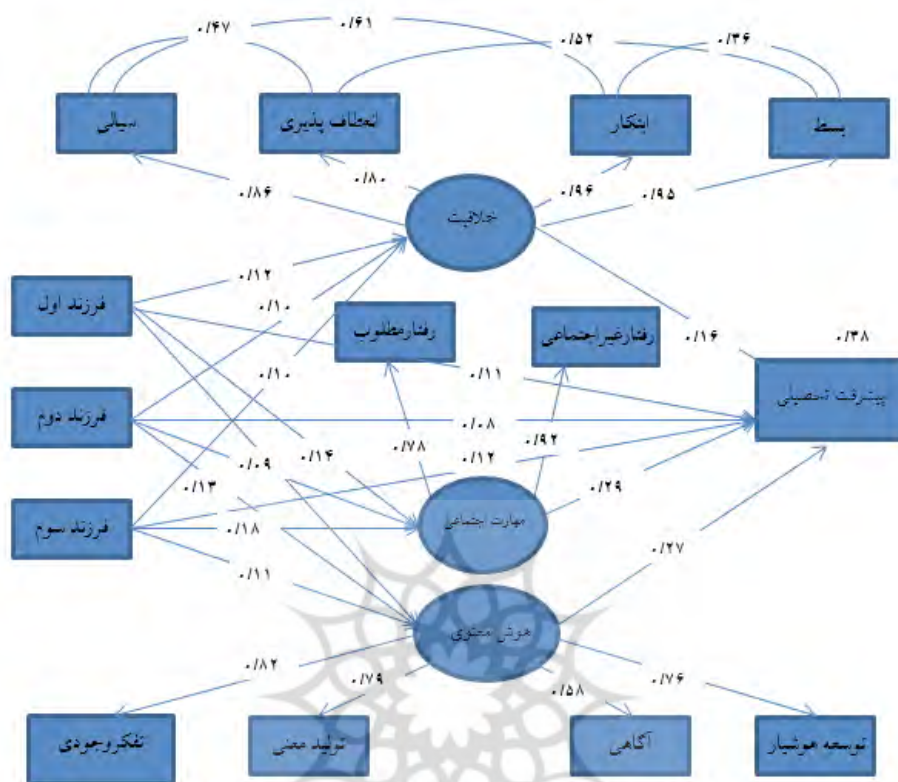 ۰/۴۷
۰/۶۱
۰/۵۲
۰/۳۶
بسط
ابتکار
انعطاف پذیری
سیالی
۰/۸۶
۰/۸۰
۰/۹۶
۰/۹۵
خلاقیت
۰/۱۲
فرزند اول
۰/۱۰
رفتارمطلوب
رفتارغیراجتماعی
۰/۱۶
۰/۳۸
پیشرفت تحصیلی
۰/۱۰
۰/۱۱
فرزند دوم
۰/۰۸
۰/۰۹
۰/۱۴
۰/۷۸
۰/۹۲
۰/۱۲
۰/۱۳
۰/۲۹
فرزند سوم
۰/۱۸
مهارت اجتماعی
۰/۲۷
۰/۱۱
هوش معنوی
۰/۸۲
۰/۷۹
۰/۵۸
۰/۷۶
توسعه هوشیار
آگاهی
تولید معنی
تفکروجودی